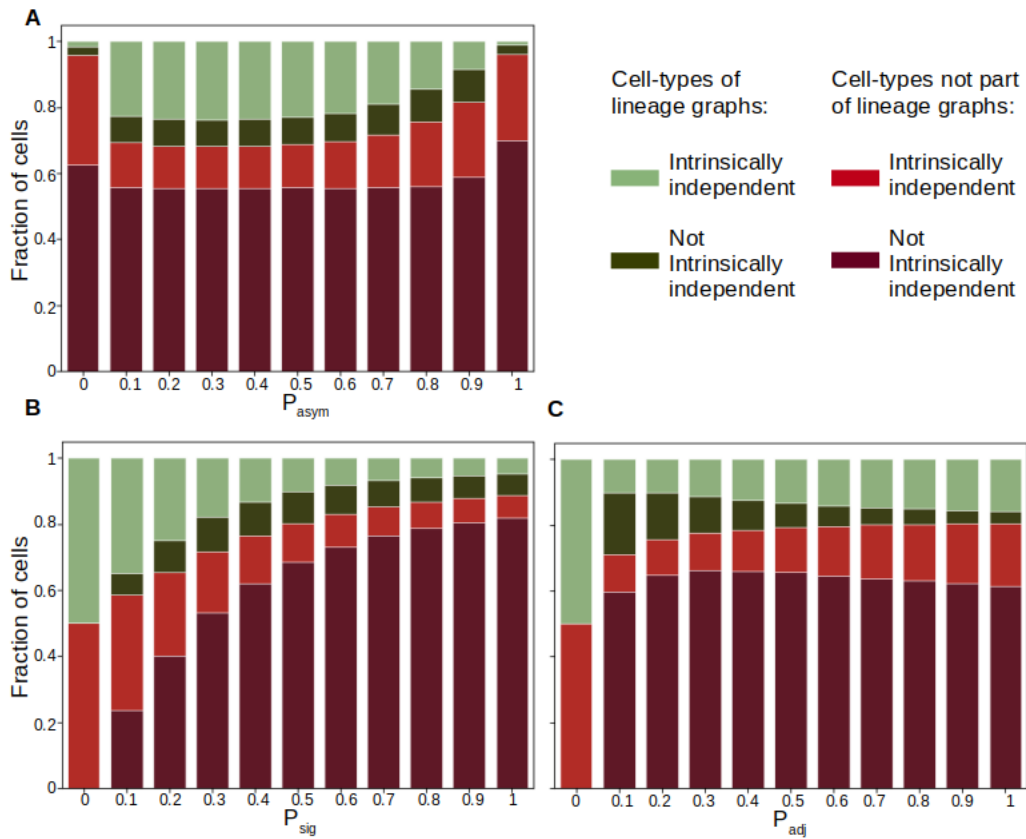 A
1
0.8
0.6
0.4
0.2
0
Fraction of cells
0 0.1 0.2 0.3 0.4 0.5 0.6 0.7 0.8 0.9 1
P asym
Cell-types of
lineage graphs:
Intrinsically
independent
Not
Intrinsically
independent
Cell-types not part
of lineage graphs:
Intrinsically
independent
Not
Intrinsically
independent
B
1
0.8
0.6
0.4
0.2
0
Fraction of cells
0 0.1 0.2 0.3 0.4 0.5 0.6 0.7 0.8 0.9 1
P sig
C
0 0.1 0.2 0.3 0.4 0.5 0.6 0.7 0.8 0.9 1
P adj